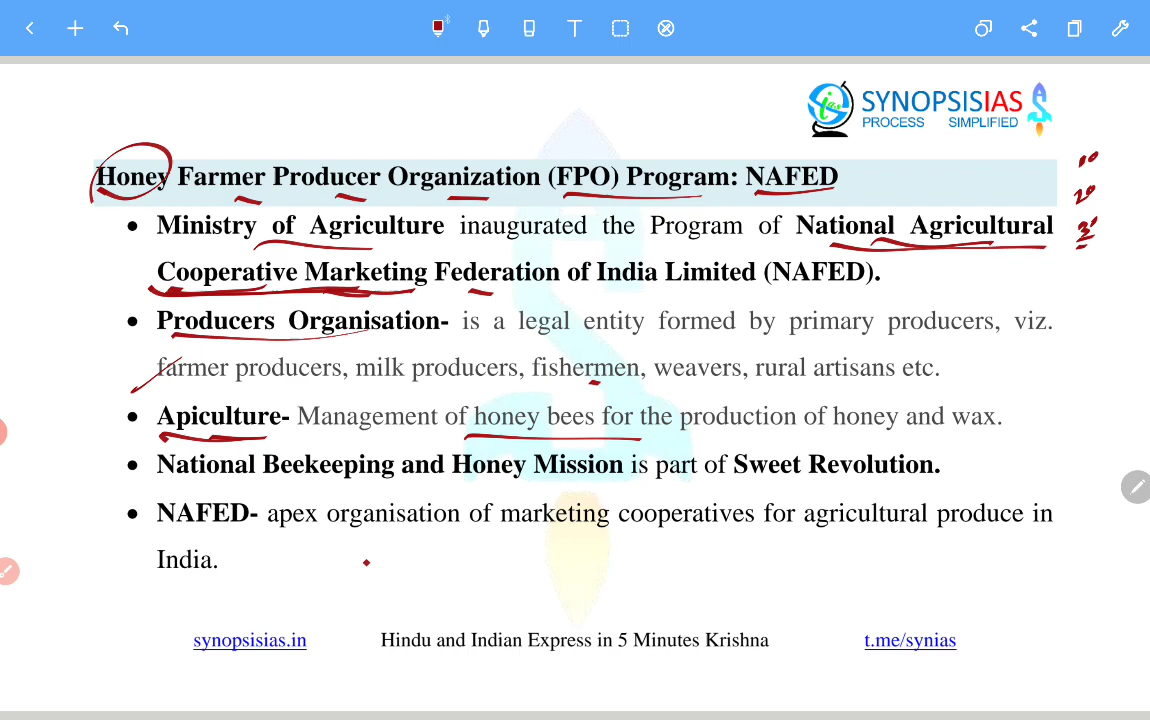 SYNOPSISIAS
PROCESS SIMPLIFIED
Honey Farmer Producer Organization (FPO) Program: NAFED
10
20
• Ministry of Agriculture inaugurated the Program of National Agricultural
Cooperative Marketing Federation of India Limited (NAFED).
• Producers Organisation- is a legal entity formed by primary producers, viz.
farmer producers, milk producers, fishermen, weavers, rural artisans etc.
• Apiculture- Management of honey bees for the production of honey and wax.
• National Beekeeping and Honey Mission is part of Sweet Revolution.
• NAFED- apex organisation of marketing cooperatives for agricultural produce in
India.
synopsisias.in Hindu and Indian Express in 5 Minutes Krishna t.me/synias